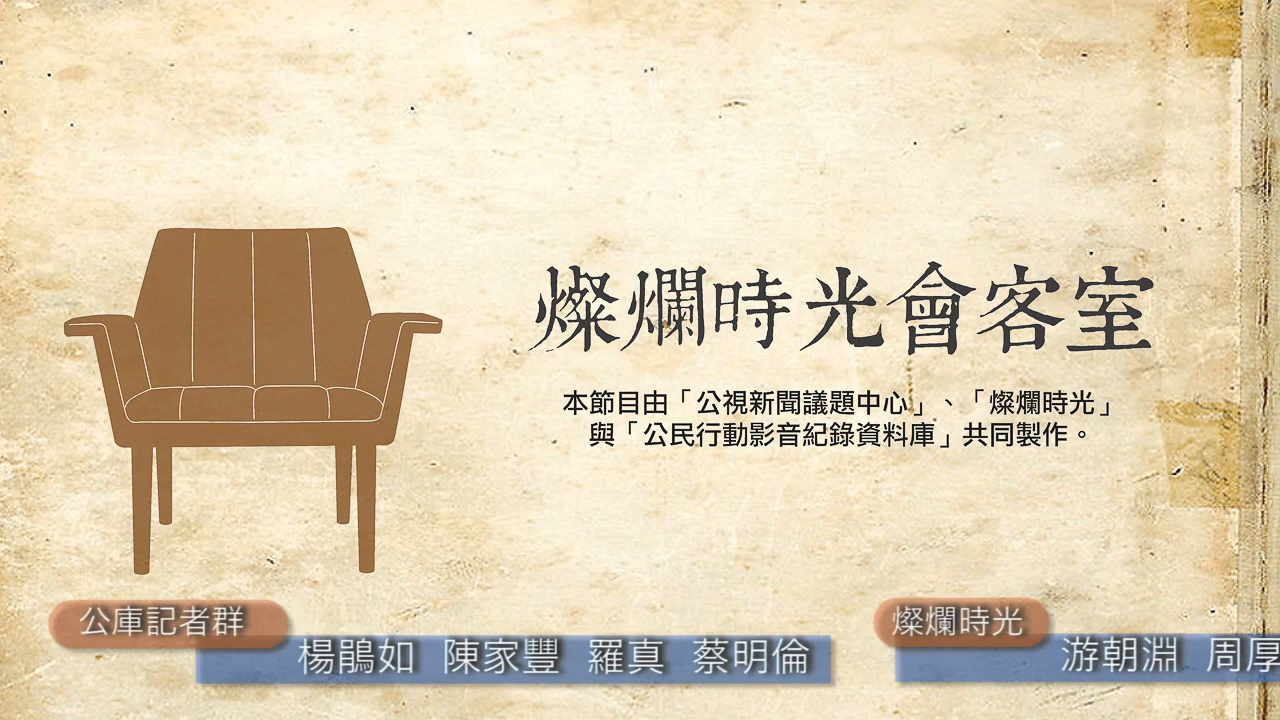 燦爛時光會客室
本節目由「公視新聞議題中心」、「燦爛時光」
與「公民行動影音紀錄資料庫」共同製作。
公庫記者群
楊鵑如 陳家豐 羅真 蔡明倫
燦爛時光
游朝淵 周厚